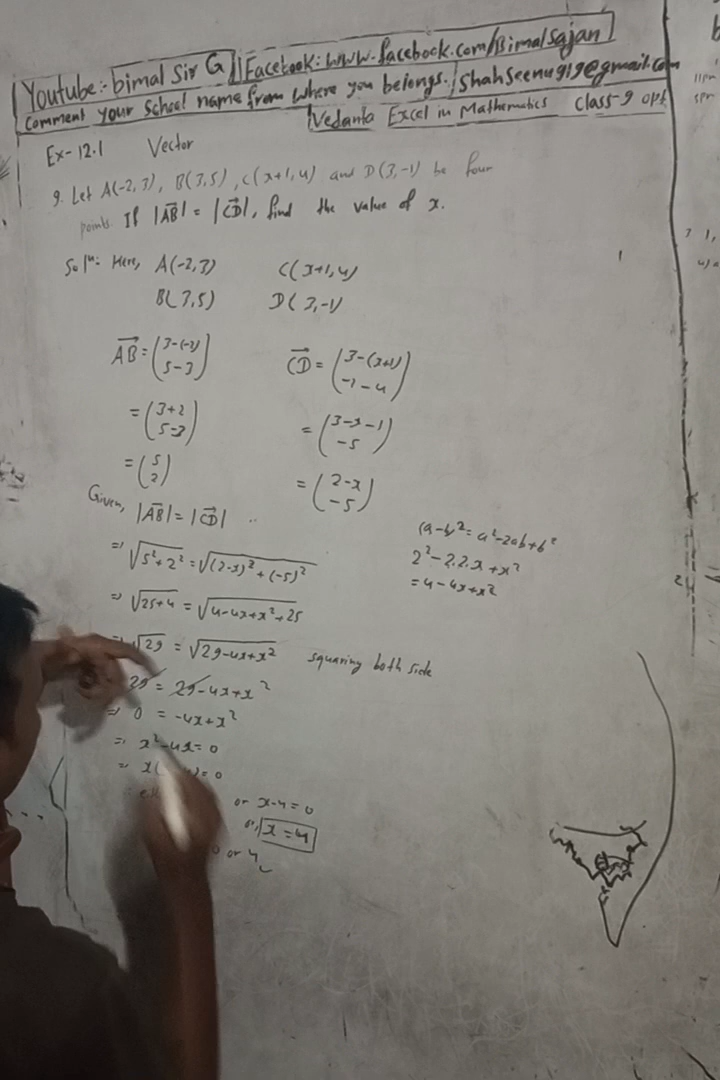 Youtube:- bimal Sir G || Facebook: www.facebook.com/Bimalsajan
comment your School name from where you belongs. / Shahseenu919@gmail.com
Vedanta Excel in Mathematics Class-9 opt
Ex-12.1 Vector
9. Let A(-2,3), B(3,5), C(x+1,4) and D(3,-1) be four
points. If |AB| = |CD|, find the value of x.
Solⁿ: Here, A(-2,3) C(x+1,4)
B(3,5) D(3,-1)
AB = (3-(-2) 5-3) CD = (3-(x+1) -1-4)
= (3+2 5-3) = (3-x-1 -5)
= (5 2) = (2-x -5)
Given, |AB| = |CD|
(a-b)² = a²-2ab+b²
⇒ √5²+2² = √(2-x)²+(-5)² 2²-2.2.x+x²
= 4-4x+x²
⇒ √25+4 = √4-4x+x²+25
√29 = √29-4x+x² squaring both side
29 = 29-4x+x²
⇒ 0 = -4x+x²
⇒ x²-4x=0
⇒ x( )=0
or x-4=0
or, x=4
or 4